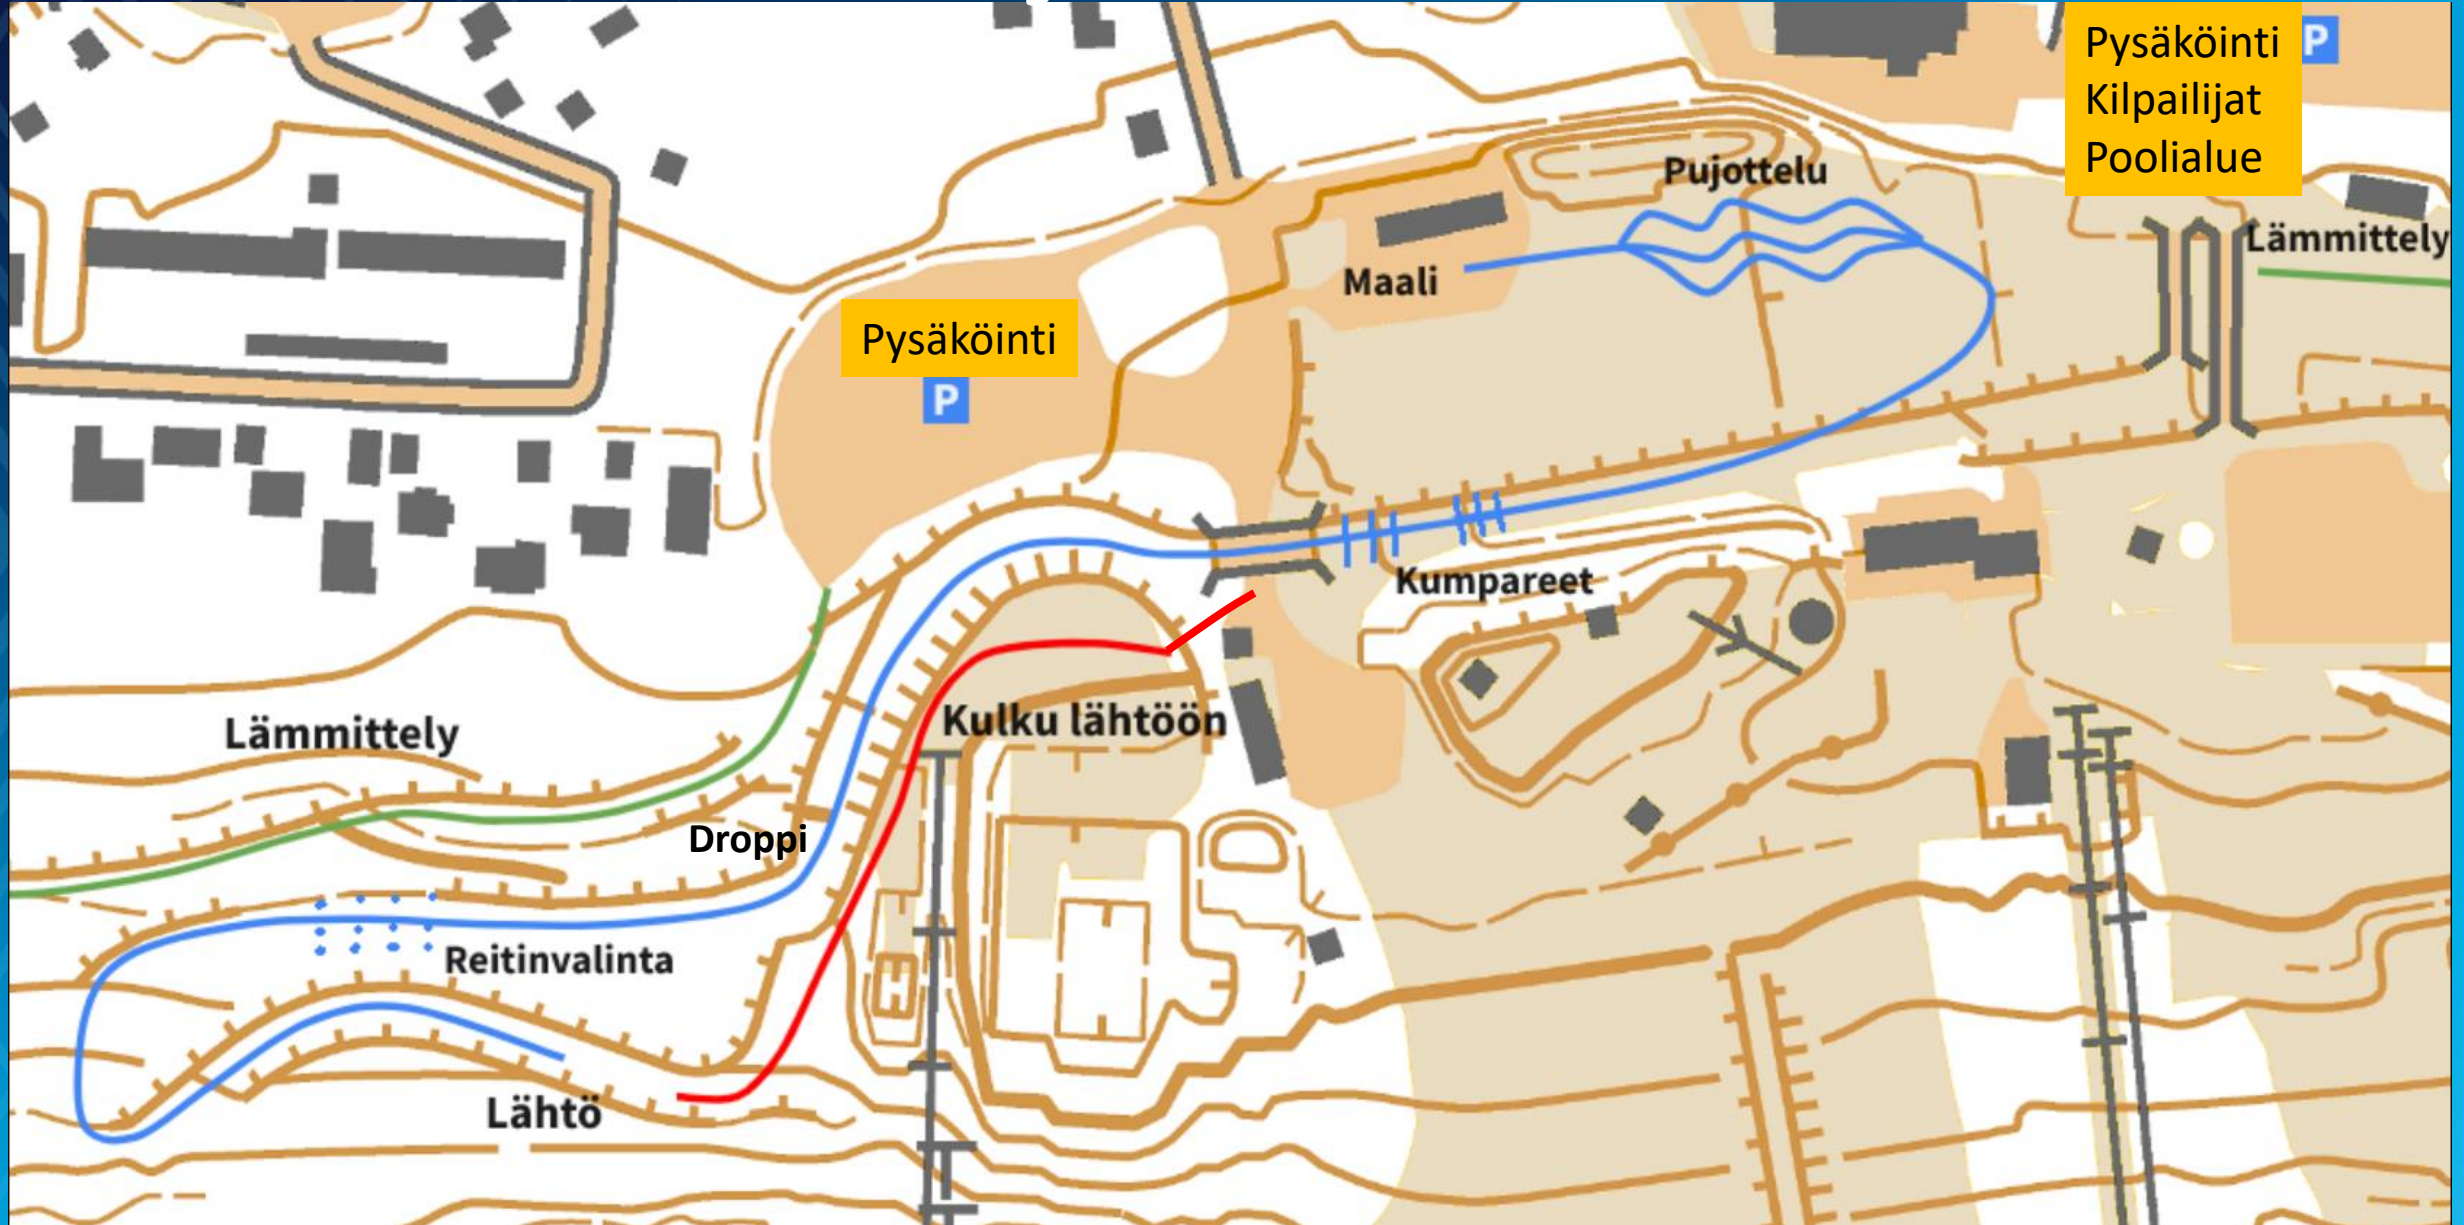 Pysäköinti
Kilpailijat
Poolialue
P
Pujottelu
Lämmittely
Maali
Pysäköinti
P
Kumpareet
Kulku lähtöön
Lämmittely
Droppi
Reitinvalinta
Lähtö